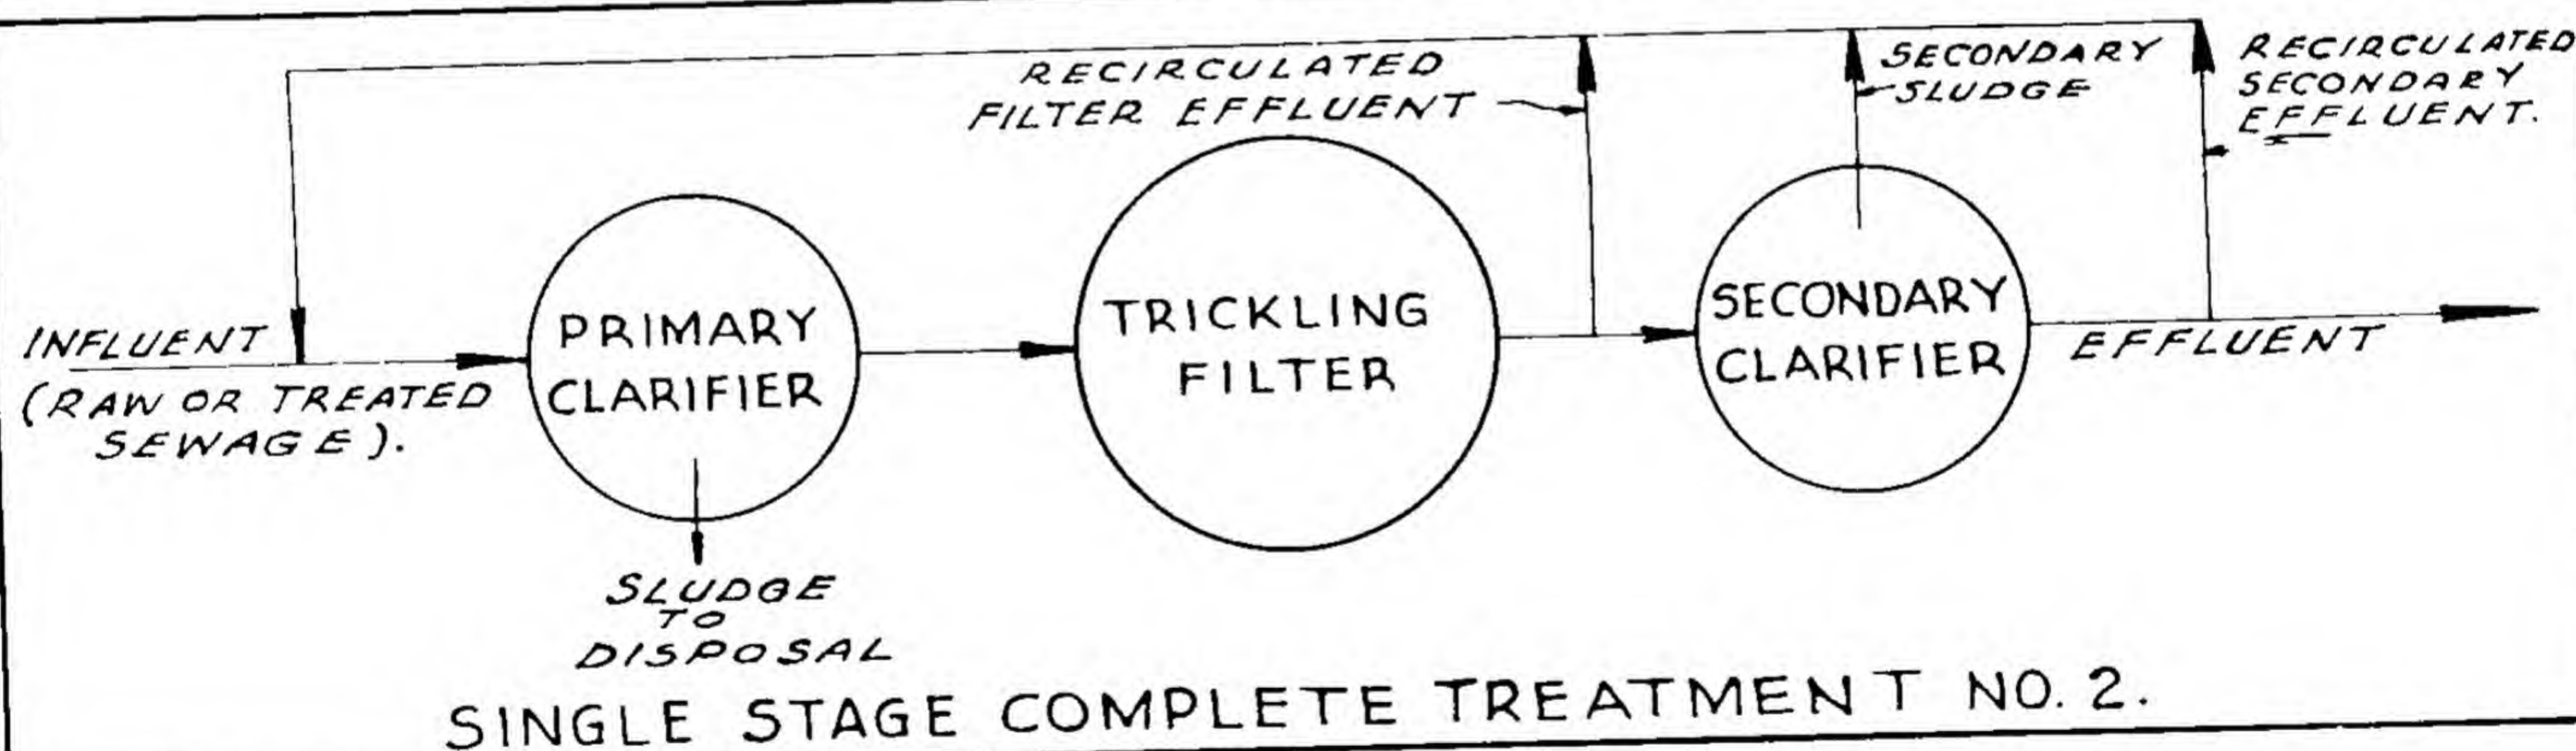 RECIRCULATED
FILTER EFFLUENT
SECONDARY
SLUDGE
RECIRCULATED
SECONDARY
EFFLUENT.
INFLUENT
(RAW OR TREATED
SEWAGE).
PRIMARY
CLARIFIER
TRICKLING
FILTER
SECONDARY
CLARIFIER
EFFLUENT
SLUDGE
TO
DISPOSAL
SINGLE STAGE COMPLETE TREATMENT NO. 2.